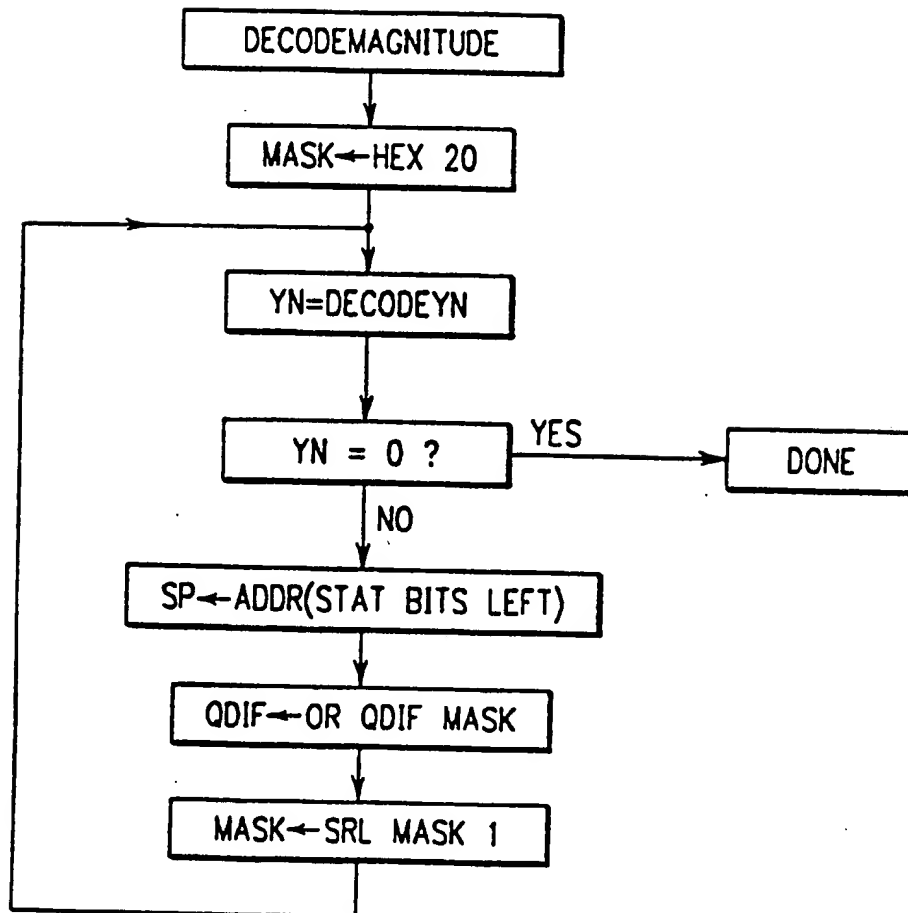 DECODEMAGNITUDE
MASK←HEX 20
YN=DECODEYN
YN = 0 ?
YES
DONE
NO
SP←ADDR(STAT BITS LEFT)
QDIF←OR QDIF MASK
MASK←SRL MASK 1